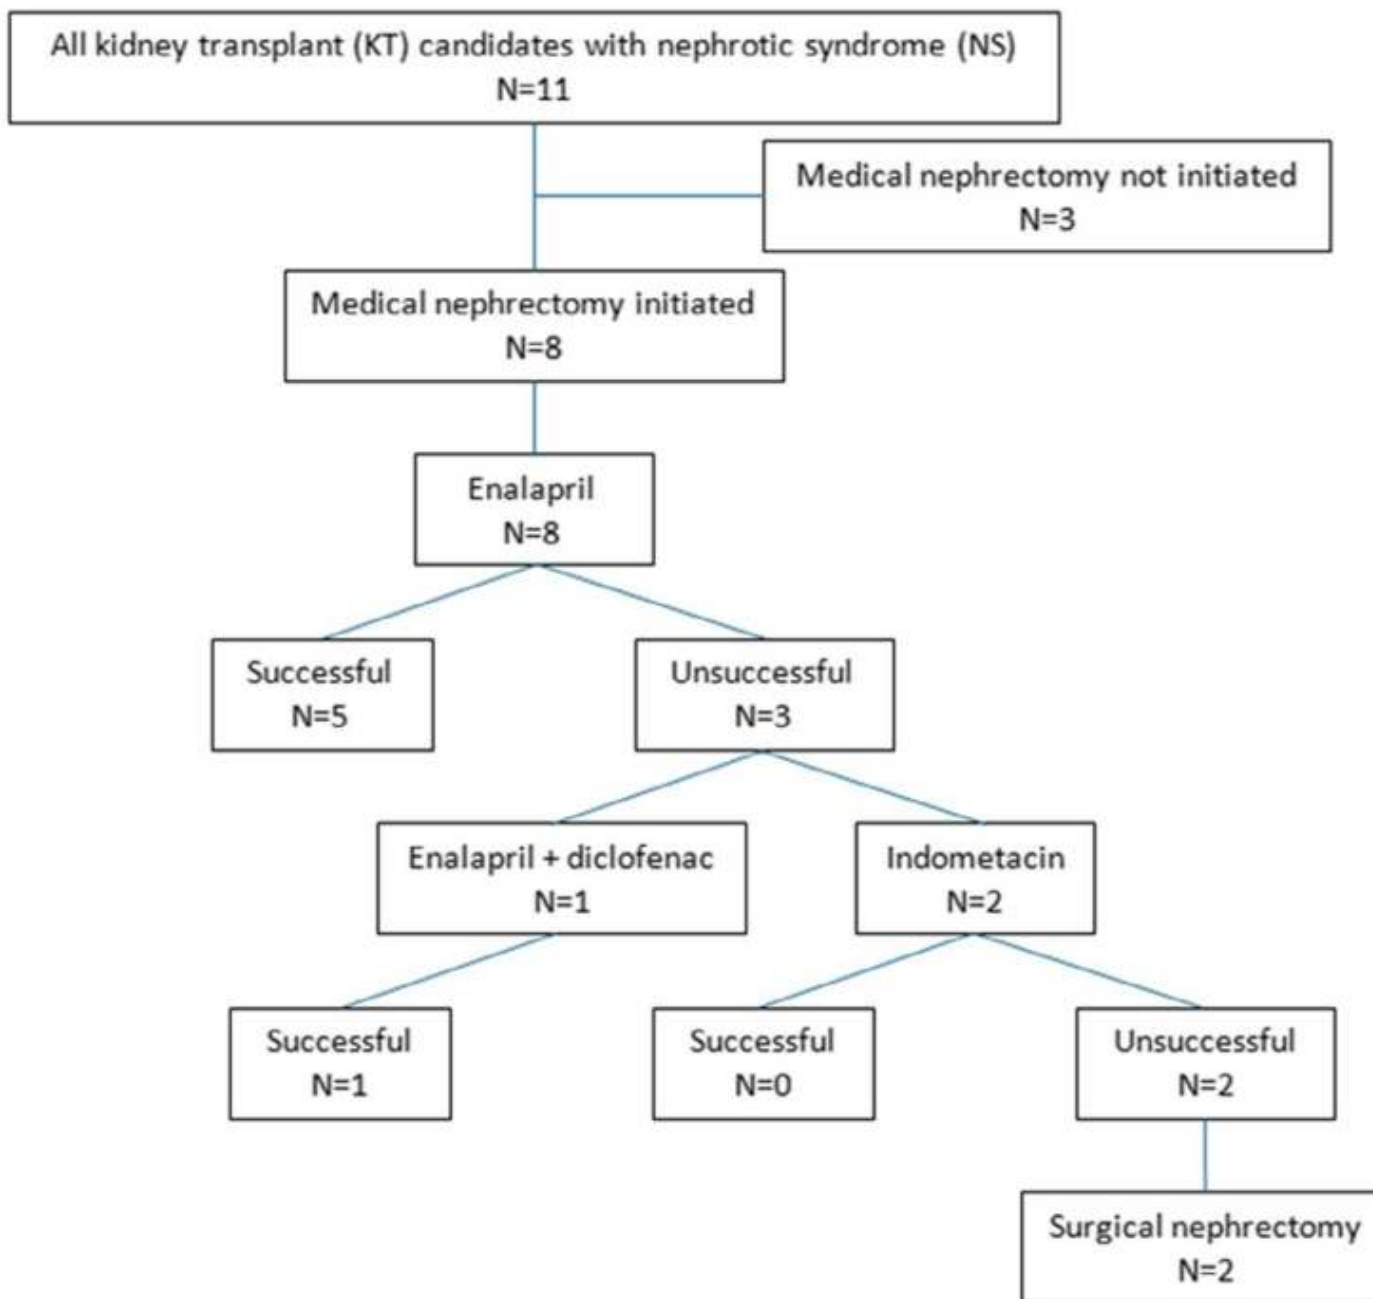 All kidney transplant (KT) candidates with nephrotic syndrome (NS)
N=11
Medical nephrectomy not initiated
N=3
Medical nephrectomy initiated
N=8
Enalapril
N=8
Successful
N=5
Unsuccessful
N=3
Enalapril + diclofenac
N=1
Indometacin
N=2
Successful
N=1
Successful
N=0
Unsuccessful
N=2
Surgical nephrectomy
N=2